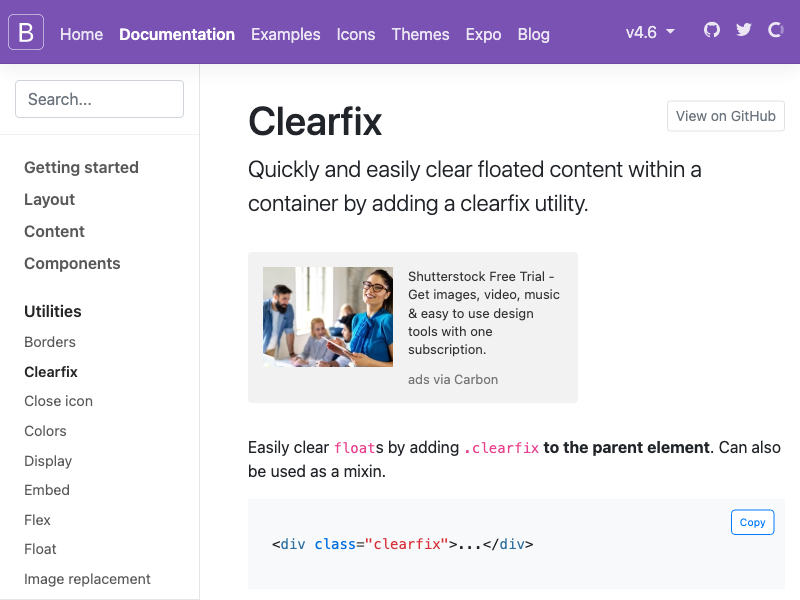 B Home Documentation Examples Icons Themes Expo Blog v4.6
Search...
Getting started
Layout
Content
Components
Utilities
Borders
Clearfix
Close icon
Colors
Display
Embed
Flex
Float
Image replacement
Clearfix
View on GitHub
Quickly and easily clear floated content within a
container by adding a clearfix utility.
Shutterstock Free Trial -
Get images, video, music
& easy to use design
tools with one
subscription.
ads via Carbon
Easily clear floats by adding .clearfix to the parent element. Can also
be used as a mixin.
Copy
<div class="clearfix">...</div>